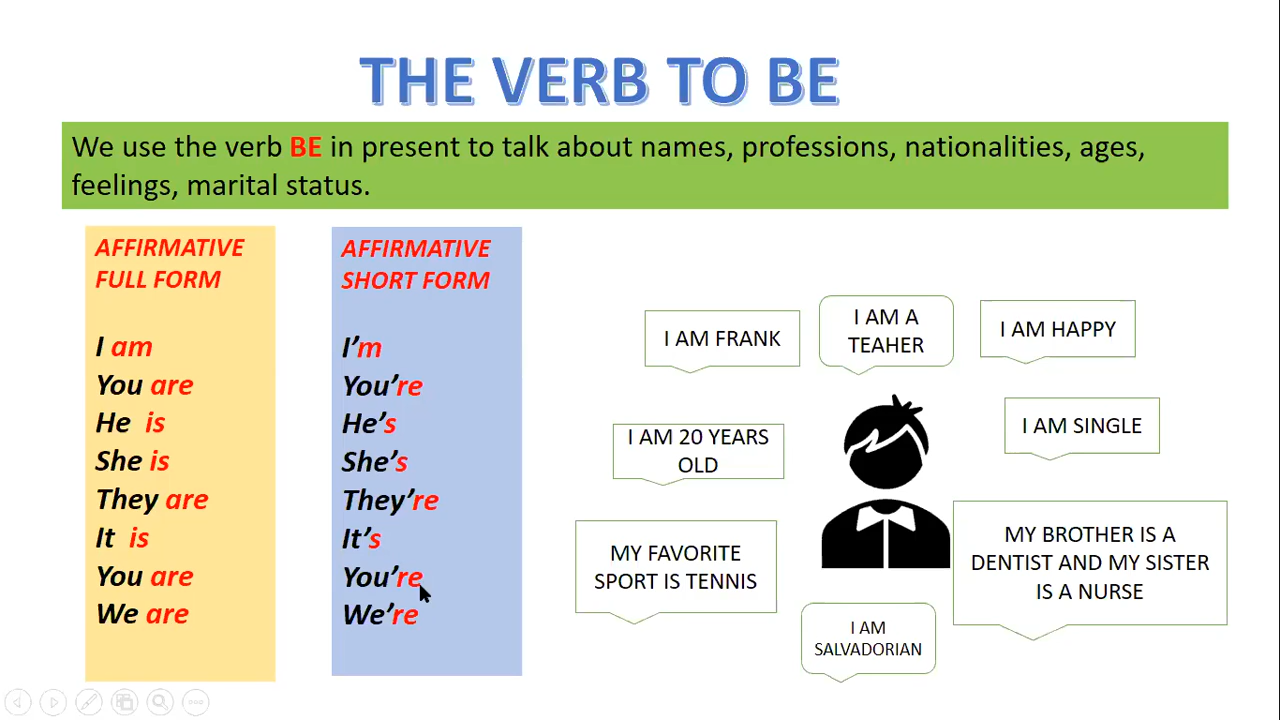 THE VERB TO BE
We use the verb BE in present to talk about names, professions, nationalities, ages,
feelings, marital status.
AFFIRMATIVE
FULL FORM
I am
You are
He is
She is
They are
It is
You are
We are
AFFIRMATIVE
SHORT FORM
I’m
You’re
He’s
She’s
They’re
It’s
You’re
We’re
I AM FRANK
I AM A
TEAHER
I AM HAPPY
I AM 20 YEARS
OLD
I AM SINGLE
MY FAVORITE
SPORT IS TENNIS
MY BROTHER IS A
DENTIST AND MY SISTER
IS A NURSE
I AM
SALVADORIAN